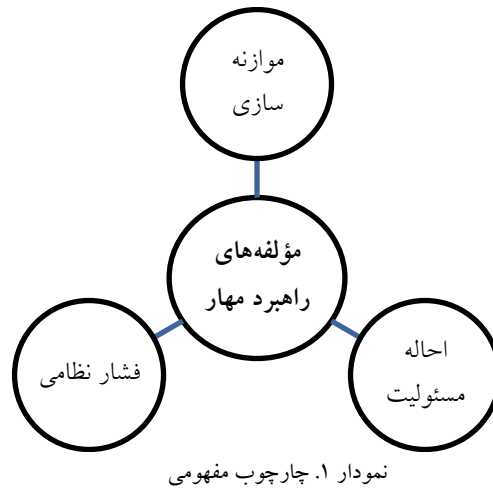 موازنه
سازی
مؤلفه‌های
راهبرد مهار
احاله
مسئولیت
فشار نظامی
نمودار ۱. چارچوب مفهومی